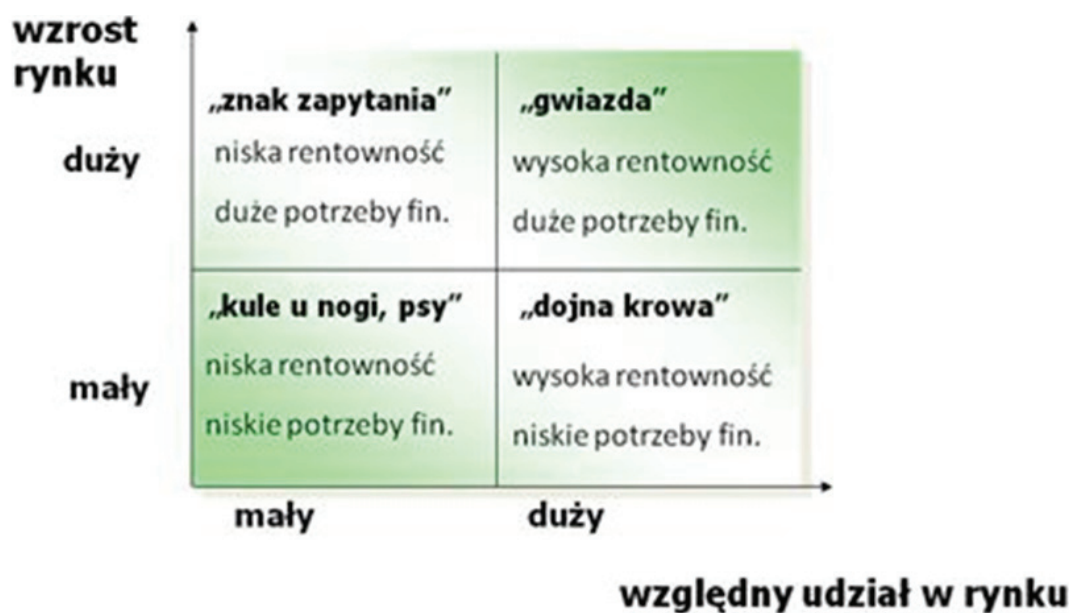 wzrost
rynku
duży
„znak zapytania”
niska rentowność
duże potrzeby fin.
„gwiazda”
wysoka rentowność
duże potrzeby fin.
mały
„kule u nogi, psy”
niska rentowność
niskie potrzeby fin.
„dojna krowa”
wysoka rentowność
niskie potrzeby fin.
mały
duży
względny udział w rynku